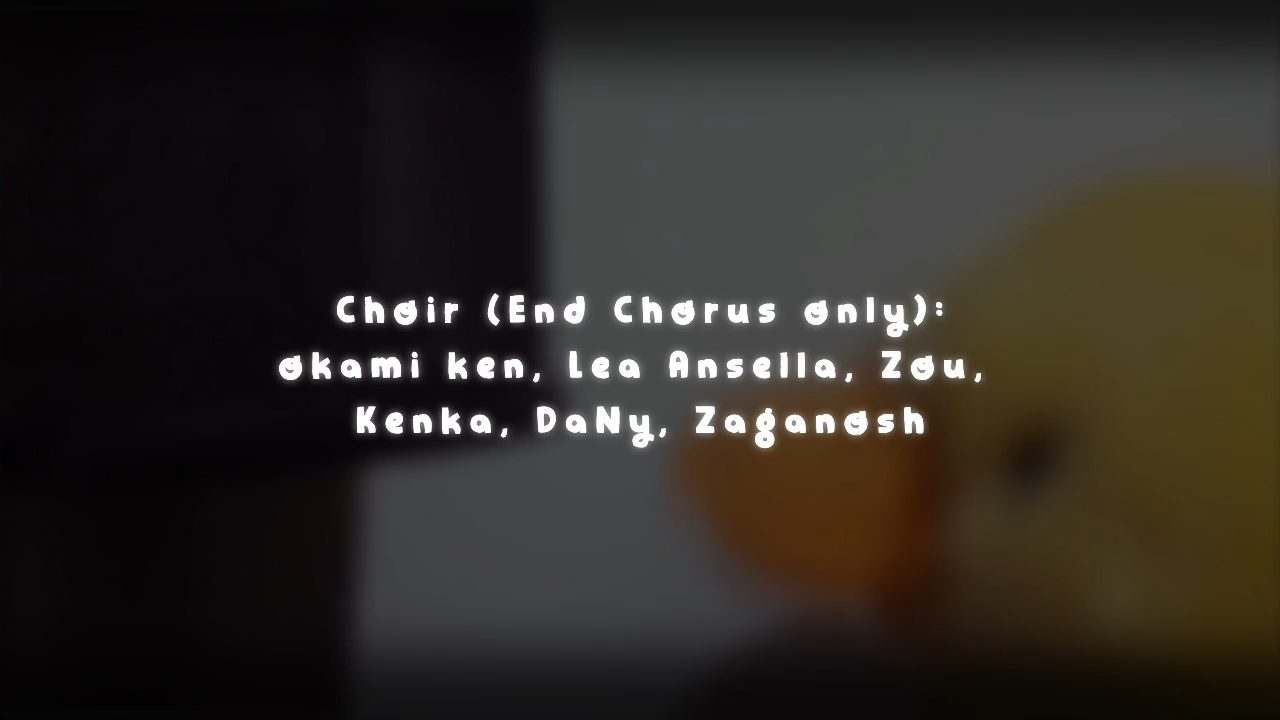 Choir (End Chorus only):
okami ken, Lea Ansella, Zou,
Kenka, DaNy, Zaganosh